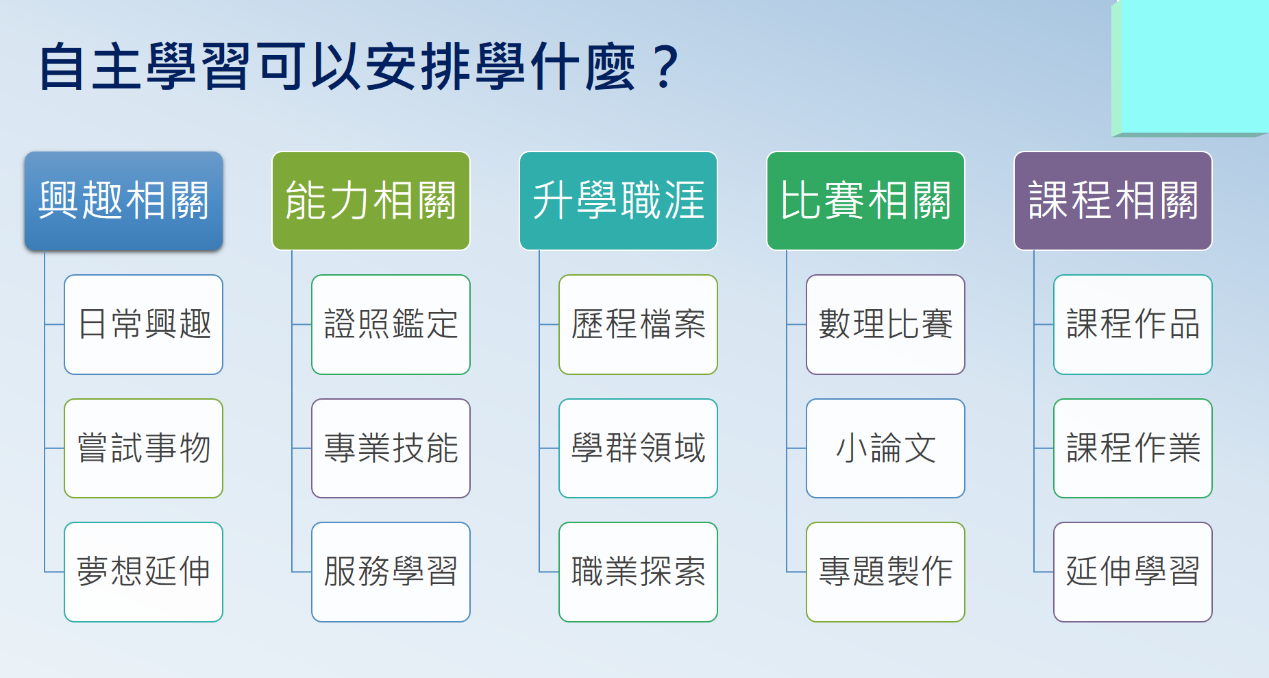 自主學習可以安排學什麼？
興趣相關
日常興趣
嘗試事物
夢想延伸
能力相關
證照鑑定
專業技能
服務學習
升學職涯
歷程檔案
學群領域
職業探索
比賽相關
數理比賽
小論文
專題製作
課程相關
課程作品
課程作業
延伸學習